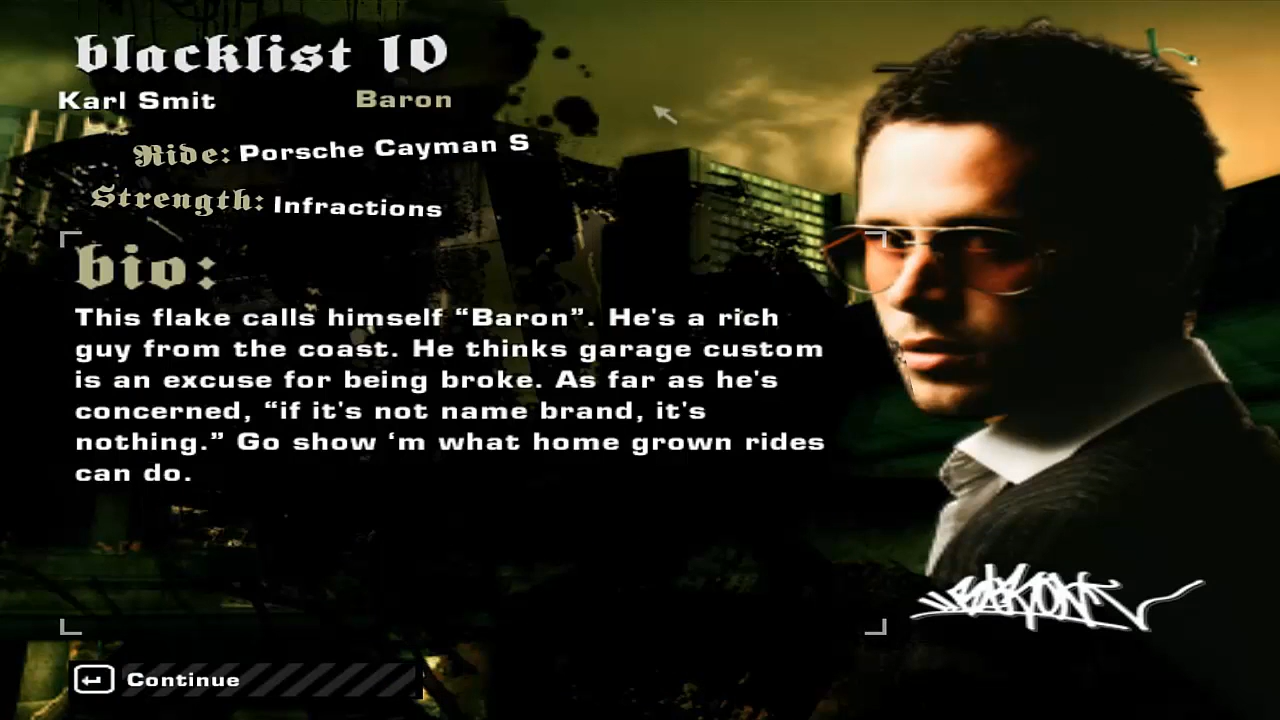 blacklist 10
Karl Smit Baron
Ride: Porsche Cayman S
Strength: Infractions
bio:
This flake calls himself “Baron”. He's a rich
guy from the coast. He thinks garage custom
is an excuse for being broke. As far as he's
concerned, “if it's not name brand, it's
nothing.” Go show ‘m what home grown rides
can do.
BARON
Continue